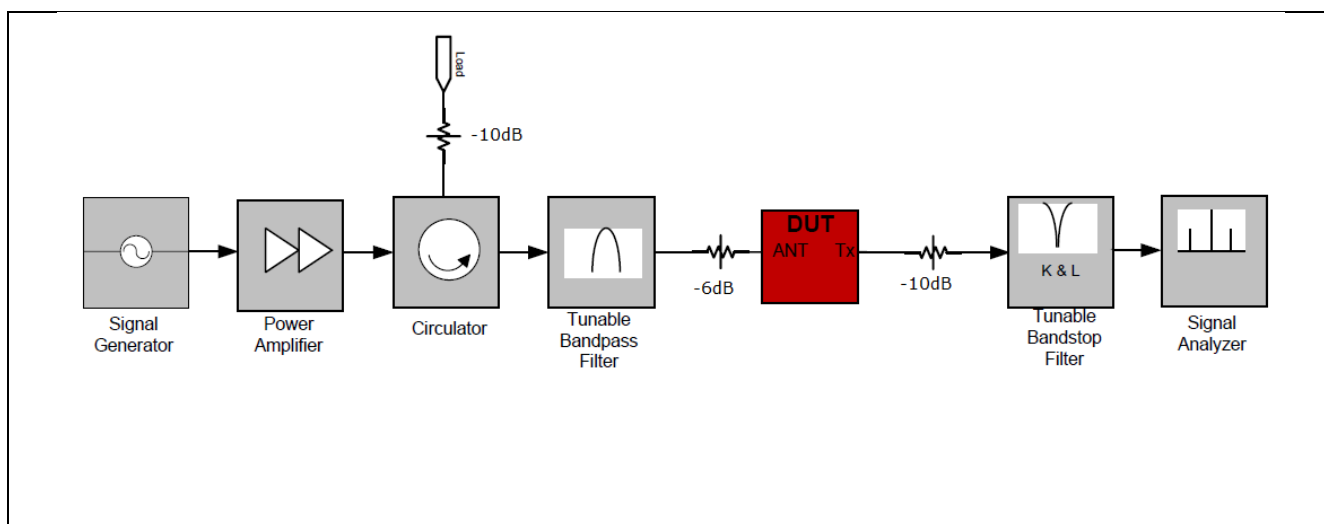 Load
-10dB
DUT
ANT Tx
K & L
-6dB
-10dB
Signal
Generator
Power
Amplifier
Circulator
Tunable
Bandpass
Filter
Tunable
Bandstop
Filter
Signal
Analyzer